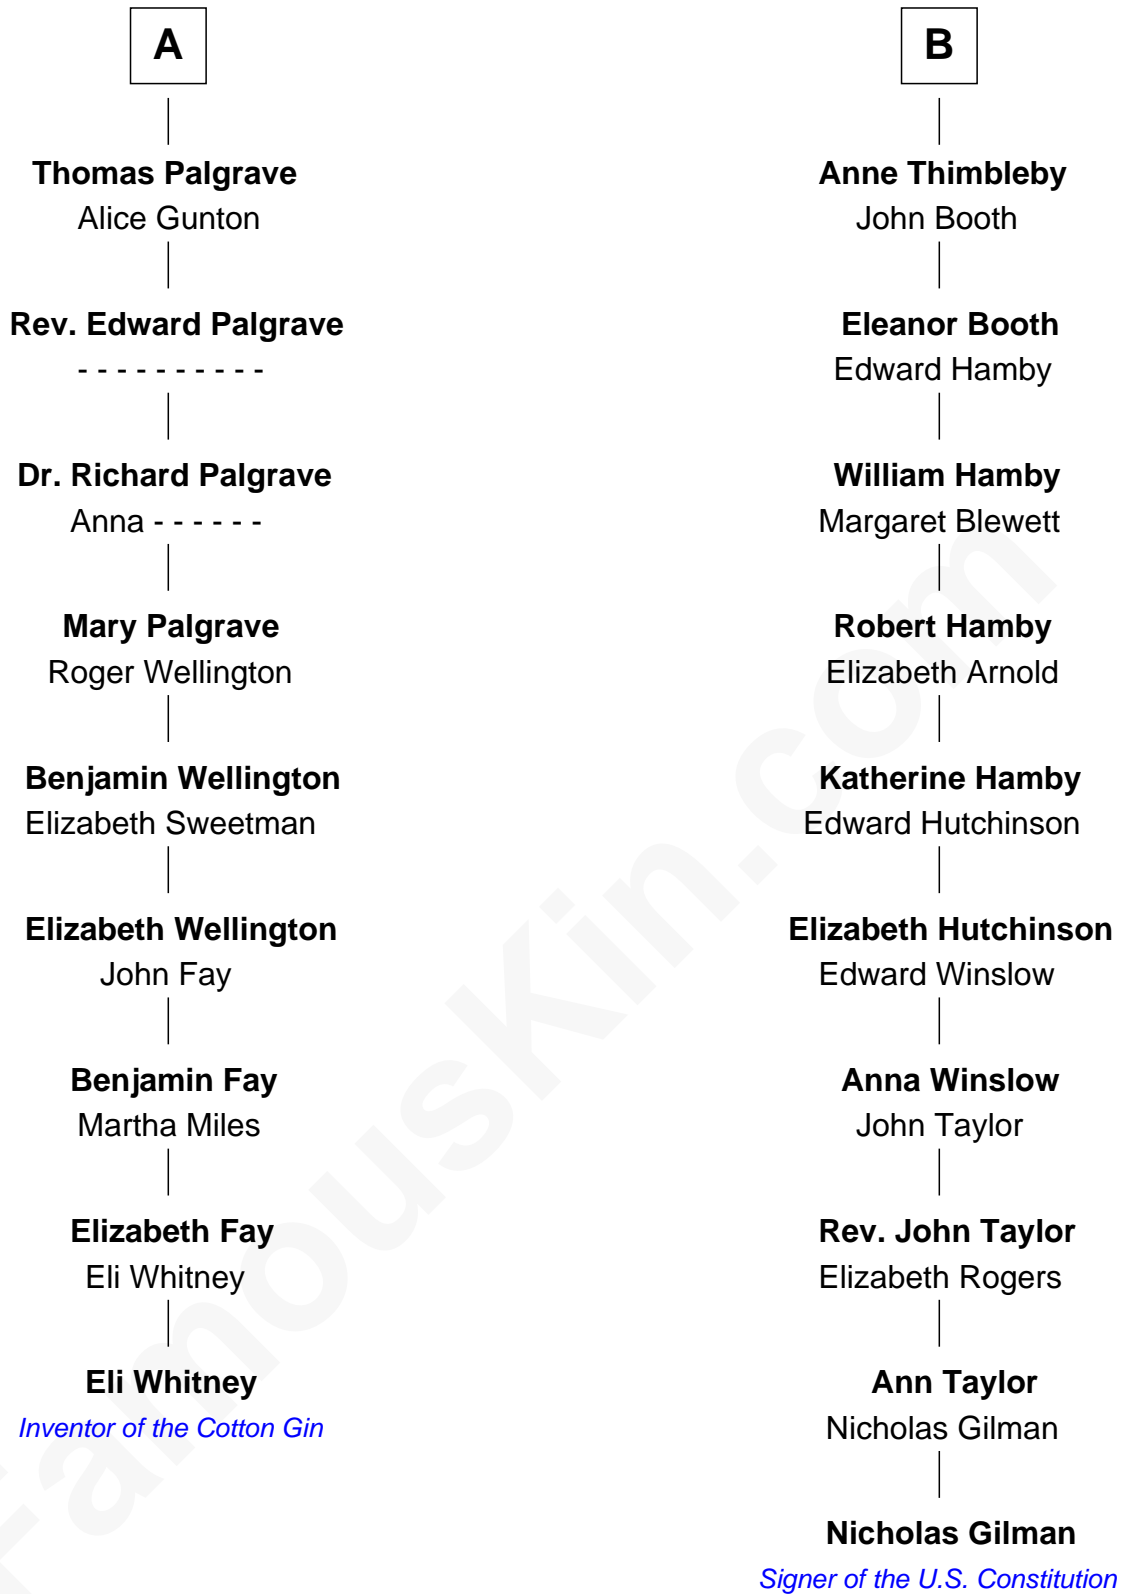 A
Thomas Palgrave
Alice Gunton
Rev. Edward Palgrave
- - - - - - - - - -
Dr. Richard Palgrave
Anna - - - - - -
Mary Palgrave
Roger Wellington
Benjamin Wellington
Elizabeth Sweetman
Elizabeth Wellington
John Fay
Benjamin Fay
Martha Miles
Elizabeth Fay
Eli Whitney
Eli Whitney
Inventor of the Cotton Gin
B
Anne Thimbleby
John Booth
Eleanor Booth
Edward Hamby
William Hamby
Margaret Blewett
Robert Hamby
Elizabeth Arnold
Katherine Hamby
Edward Hutchinson
Elizabeth Hutchinson
Edward Winslow
Anna Winslow
John Taylor
Rev. John Taylor
Elizabeth Rogers
Ann Taylor
Nicholas Gilman
Nicholas Gilman
Signer of the U.S. Constitution
FamousKin.com